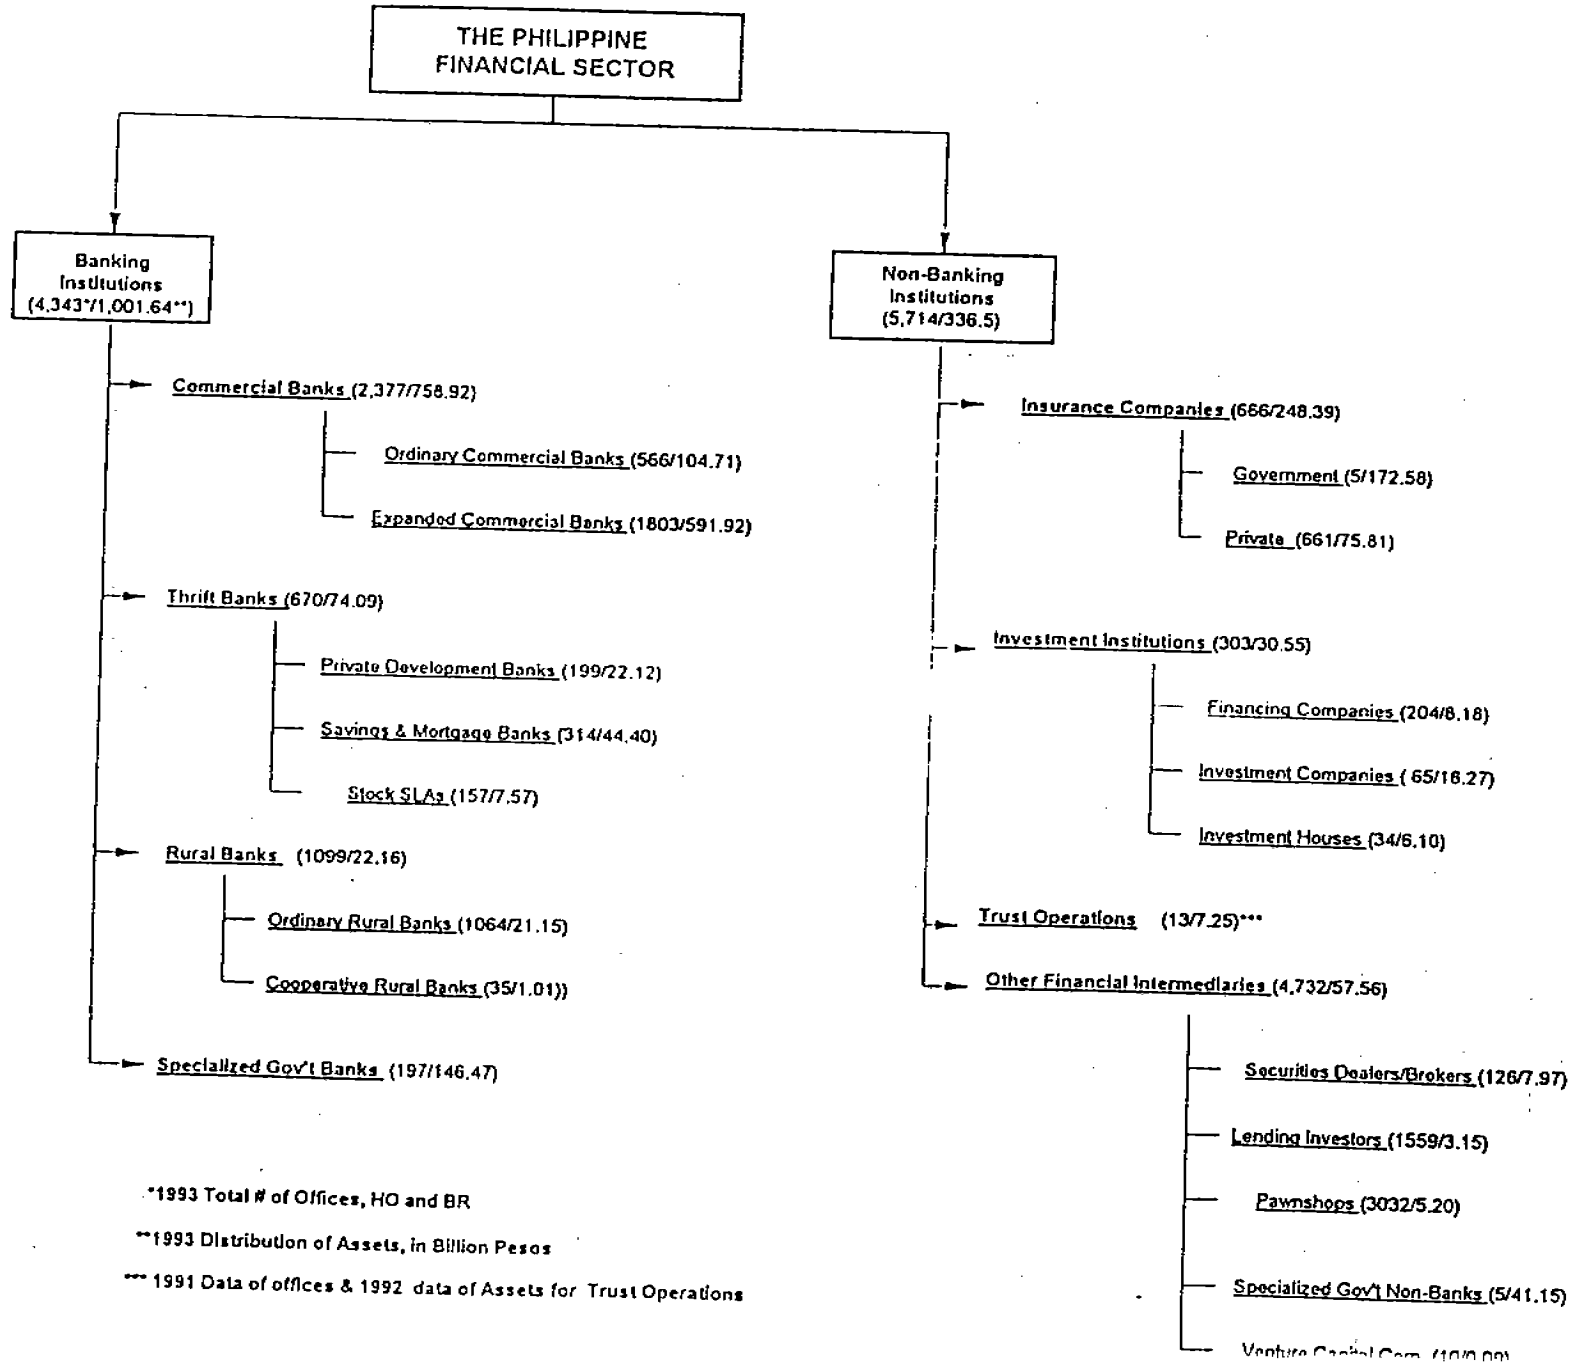 THE PHILIPPINE
FINANCIAL SECTOR
Banking
Institutions
(4,343*/1,001.64**)
Commercial Banks (2,377/758.92)
Ordinary Commercial Banks (566/104.71)
Expanded Commercial Banks (1803/591.92)
Thrift Banks (670/74.09)
Private Development Banks (199/22.12)
Savings & Mortgage Banks (314/44.40)
Stock SLAs (157/7.57)
Rural Banks (1099/22.16)
Ordinary Rural Banks (1064/21.15)
Cooperative Rural Banks (35/1.01))
Specialized Gov't Banks (197/146.47)
*1993 Total # of Offices, HO and BR
**1993 Distribution of Assets, in Billion Pesos
*** 1991 Data of offices & 1992 data of Assets for Trust Operations
Non-Banking
Institutions
(5,714/336.5)
Insurance Companies (666/248.39)
Government (5/172.58)
Private (661/75.81)
Investment Institutions (303/30.55)
Financing Companies (204/8.18)
Investment Companies ( 65/16.27)
Investment Houses (34/6.10)
Trust Operations (13/7.25)***
Other Financial Intermediaries (4,732/57.56)
Securities Dealers/Brokers (126/7.97)
Lending Investors (1559/3.15)
Pawnshops (3032/5.20)
Specialized Gov't Non-Banks (5/41.15)
Venture Capital